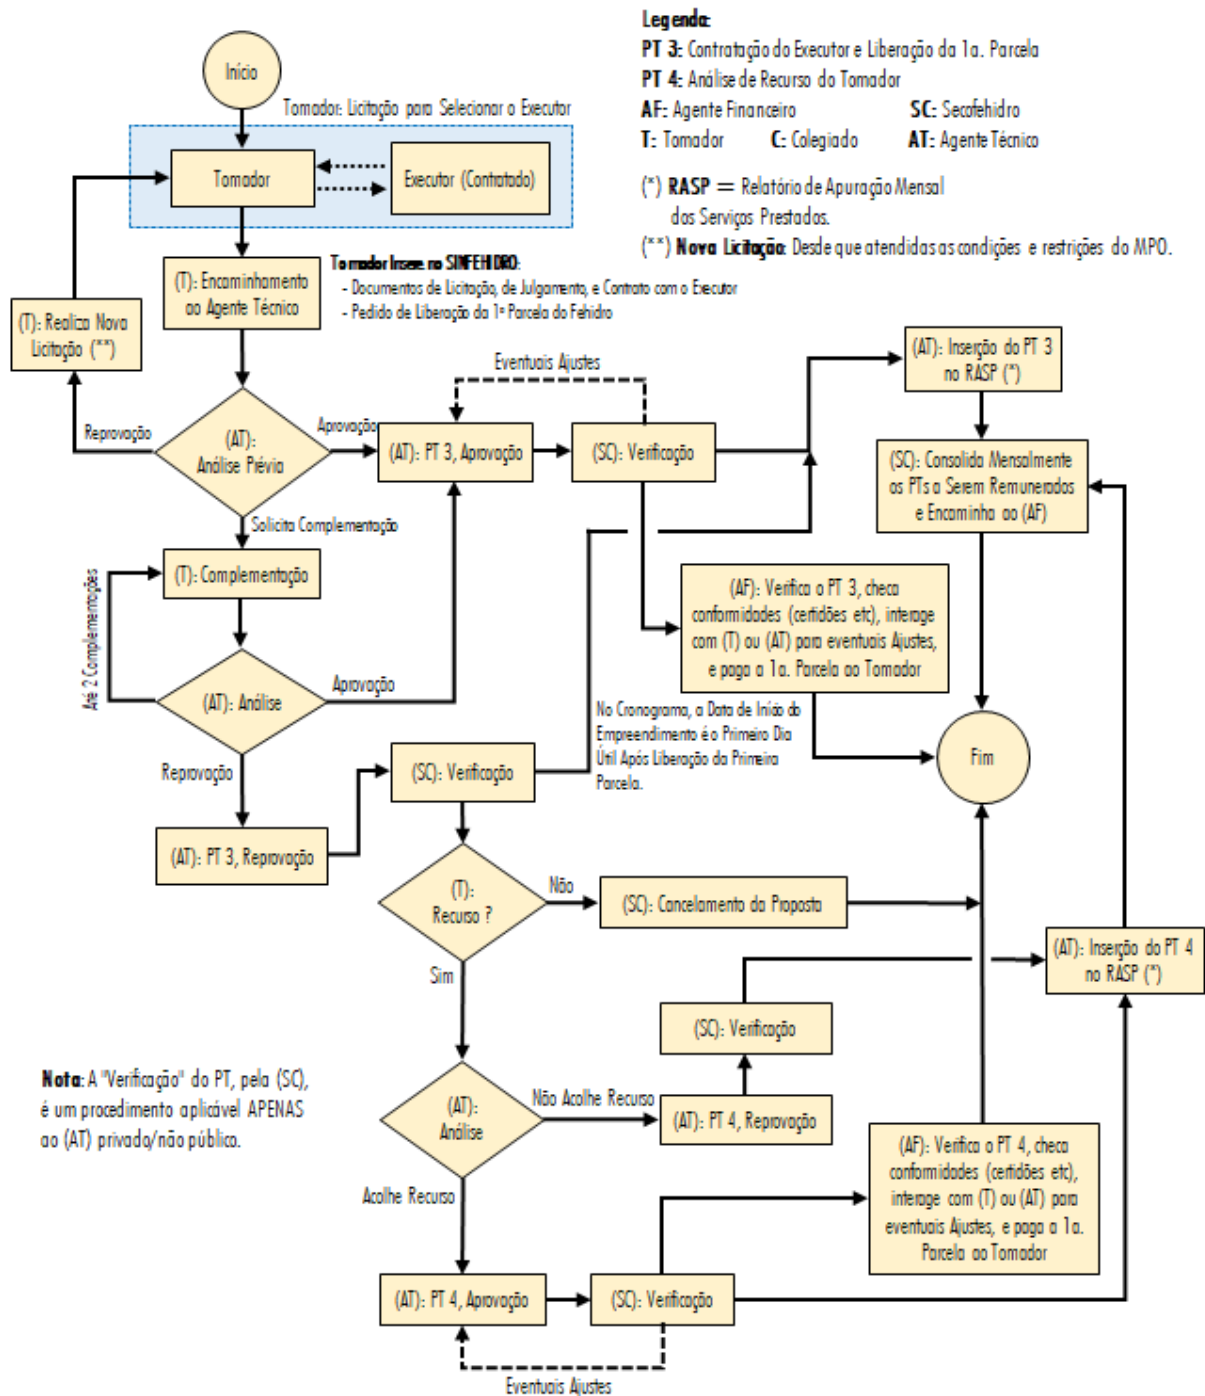 Legenda:
PT 3: Contratação do Executor e Liberação da 1a. Parcela
PT 4: Análise de Recurso do Tomador
AF: Agente Financeiro SC: Secofehidro
T: Tomador C: Colegiado AT: Agente Técnico
(*) RASP = Relatório de Apuração Mensal
dos Serviços Prestados.
(**) Nova Licitação: Desde que atendidas as condições e restrições do MPO.
Início
Tomador: Licitação para Selecionar o Executor
Tomador
Executor (Contratado)
(T): Encaminhamento
ao Agente Técnico
Tomador Insere no SINFEHIDRO:
- Documentos de Licitação, de Julgamento, e Contrato com o Executor
- Pedido de Liberação da 1ª Parcela do Fehidro
(T): Realiza Nova
Licitação (**)
Reprovação
(AT):
Análise Prévia
Aprovação
Eventuais Ajustes
(AT): PT 3, Aprovação
(SC): Verificação
(AT): Inserção do PT 3
no RASP (*)
(SC): Consolida Mensalmente
os PTs a Serem Remunerados
e Encaminha ao (AF)
Solicita Complementação
(T): Complementação
Até 2 Complementações
(AT): Análise
Aprovação
Reprovação
(AF): Verifica o PT 3, checa
conformidades (certidões etc), interage
com (T) ou (AT) para eventuais Ajustes,
e paga a 1a. Parcela ao Tomador
No Cronograma, a Data de Início do
Empreendimento é o Primeiro Dia
Útil Após Liberação da Primeira
Parcela.
Fim
(SC): Verificação
(AT): PT 3, Reprovação
(T):
Recurso ?
Não
(SC): Cancelamento da Proposta
Sim
(AT): Inserção do PT 4
no RASP (*)
(SC): Verificação
Nota: A "Verificação" do PT, pela (SC),
é um procedimento aplicável APENAS
ao (AT) privado/não público.
(AT):
Análise
Não Acolhe Recurso
(AT): PT 4, Reprovação
Acolhe Recurso
(AF): Verifica o PT 4, checa
conformidades (certidões etc),
interage com (T) ou (AT) para
eventuais Ajustes, e paga a 1a.
Parcela ao Tomador
(AT): PT 4, Aprovação
(SC): Verificação
Eventuais Ajustes